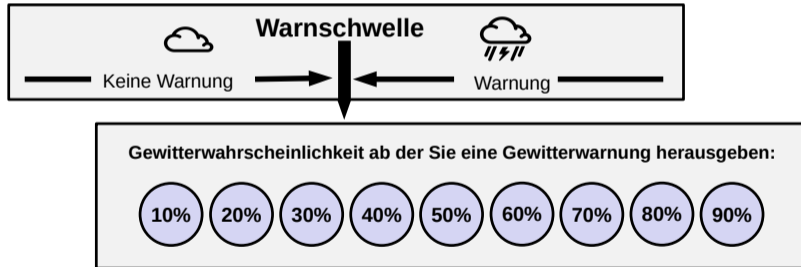 Warnschwelle
Keine Warnung Warnung
Gewitterwahrscheinlichkeit ab der Sie eine Gewitterwarnung herausgeben:
10% 20% 30% 40% 50% 60% 70% 80% 90%